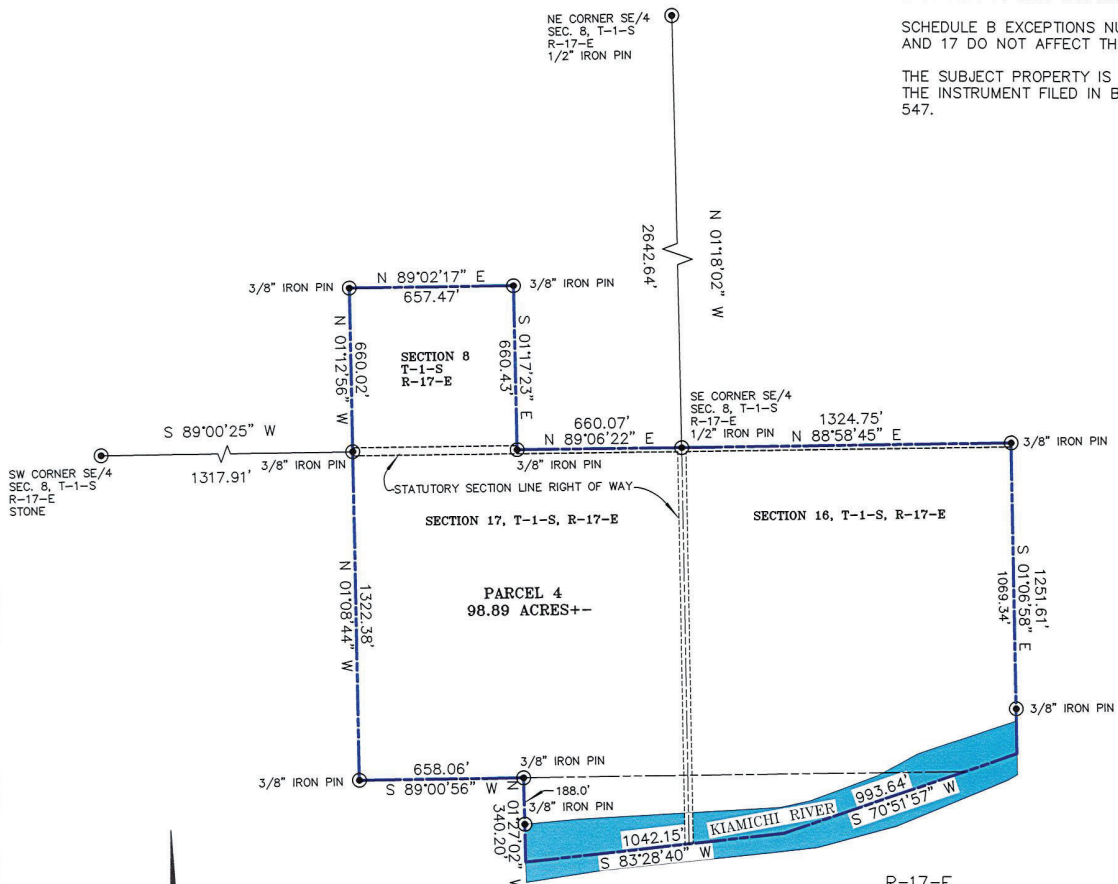 NE CORNER SE/4
SEC. 8, T-1-S
R-17-E
1/2" IRON PIN
SCHEDULE B EXCEPTIONS
AND 17 DO NOT AFFECT
THE SUBJECT PROPERTY IS
THE INSTRUMENT FILED IN
547.
N 01°18'02" W
2642.64'
3/8" IRON PIN
N 89°02'17" E
657.47'
3/8" IRON PIN
N 01°12'56" W
660.02'
SECTION 8
T-1-S
R-17-E
S 01°17'23" E
660.43'
SE CORNER SE/4
SEC. 8, T-1-S
R-17-E
1/2" IRON PIN
660.07'
N 89°06'22" E
1324.75'
N 88°58'45" E
3/8" IRON PIN
S 89°00'25" W
1317.91'
SW CORNER SE/4
SEC. 8, T-1-S
R-17-E
STONE
3/8" IRON PIN
3/8" IRON PIN
STATUTORY SECTION LINE RIGHT OF WAY
SECTION 17, T-1-S, R-17-E
SECTION 16, T-1-S, R-17-E
1251.61'
S 01°06'58" E
1069.34'
1322.38'
N 01°08'44" W
PARCEL 4
98.89 ACRES+-
3/8" IRON PIN
3/8" IRON PIN
658.06'
S 89°00'56" W
3/8" IRON PIN
188.0'
3/8" IRON PIN
N 01°27'02" W
340.20'
1042.15'
S 83°28'40" W
KIAMICHI RIVER
993.64'
S 70°51'57" W
R-17-E